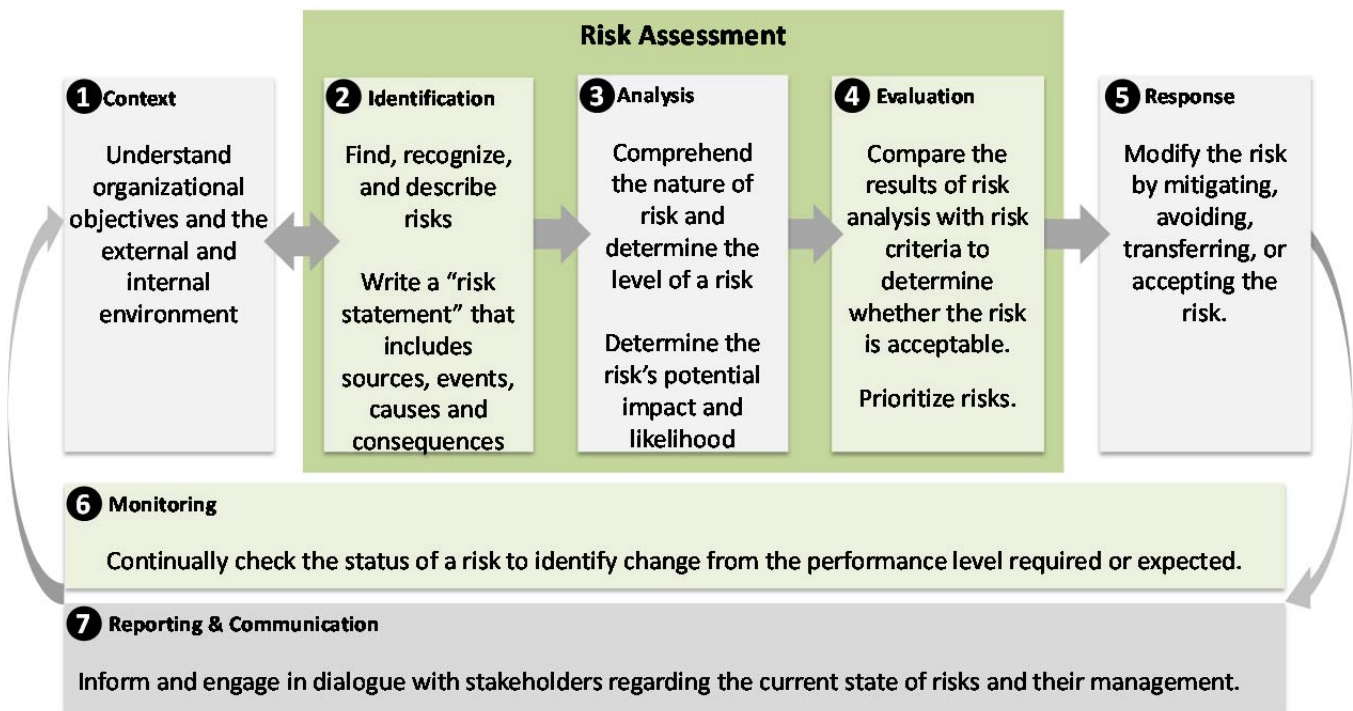 Risk Assessment
1 Context
Understand
organizational
objectives and the
external and
internal
environment
2 Identification
Find, recognize,
and describe
risks
Write a “risk
statement” that
includes
sources, events,
causes and
consequences
3 Analysis
Comprehend
the nature of
risk and
determine the
level of a risk
Determine the
risk’s potential
impact and
likelihood
4 Evaluation
Compare the
results of risk
analysis with risk
criteria to
determine
whether the risk
is acceptable.
Prioritize risks.
5 Response
Modify the risk
by mitigating,
avoiding,
transferring, or
accepting the
risk.
6 Monitoring
Continually check the status of a risk to identify change from the performance level required or expected.
7 Reporting & Communication
Inform and engage in dialogue with stakeholders regarding the current state of risks and their management.